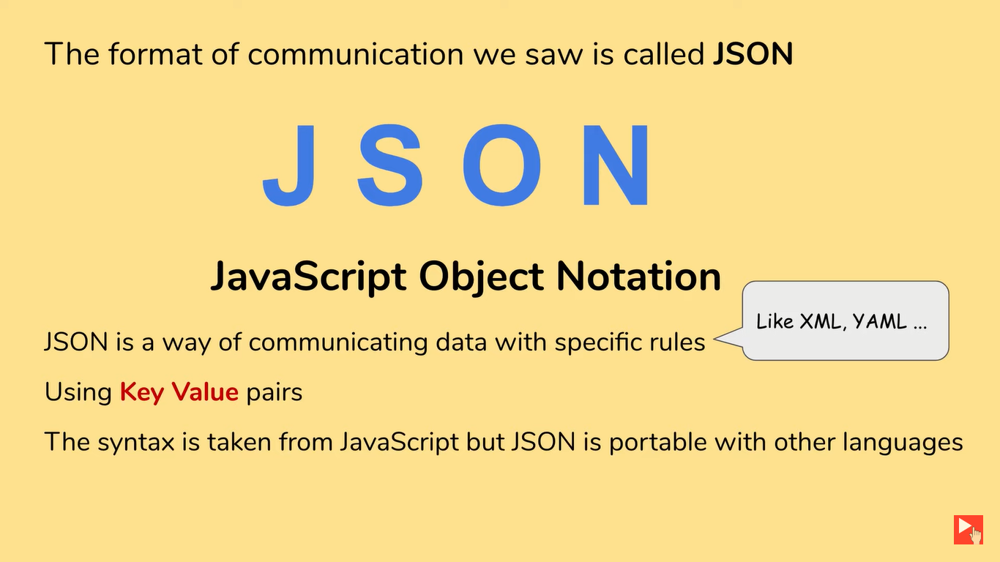 The format of communication we saw is called JSON
J S O N
JavaScript Object Notation
Like XML, YAML ...
JSON is a way of communicating data with specific rules
Using Key Value pairs
The syntax is taken from JavaScript but JSON is portable with other languages